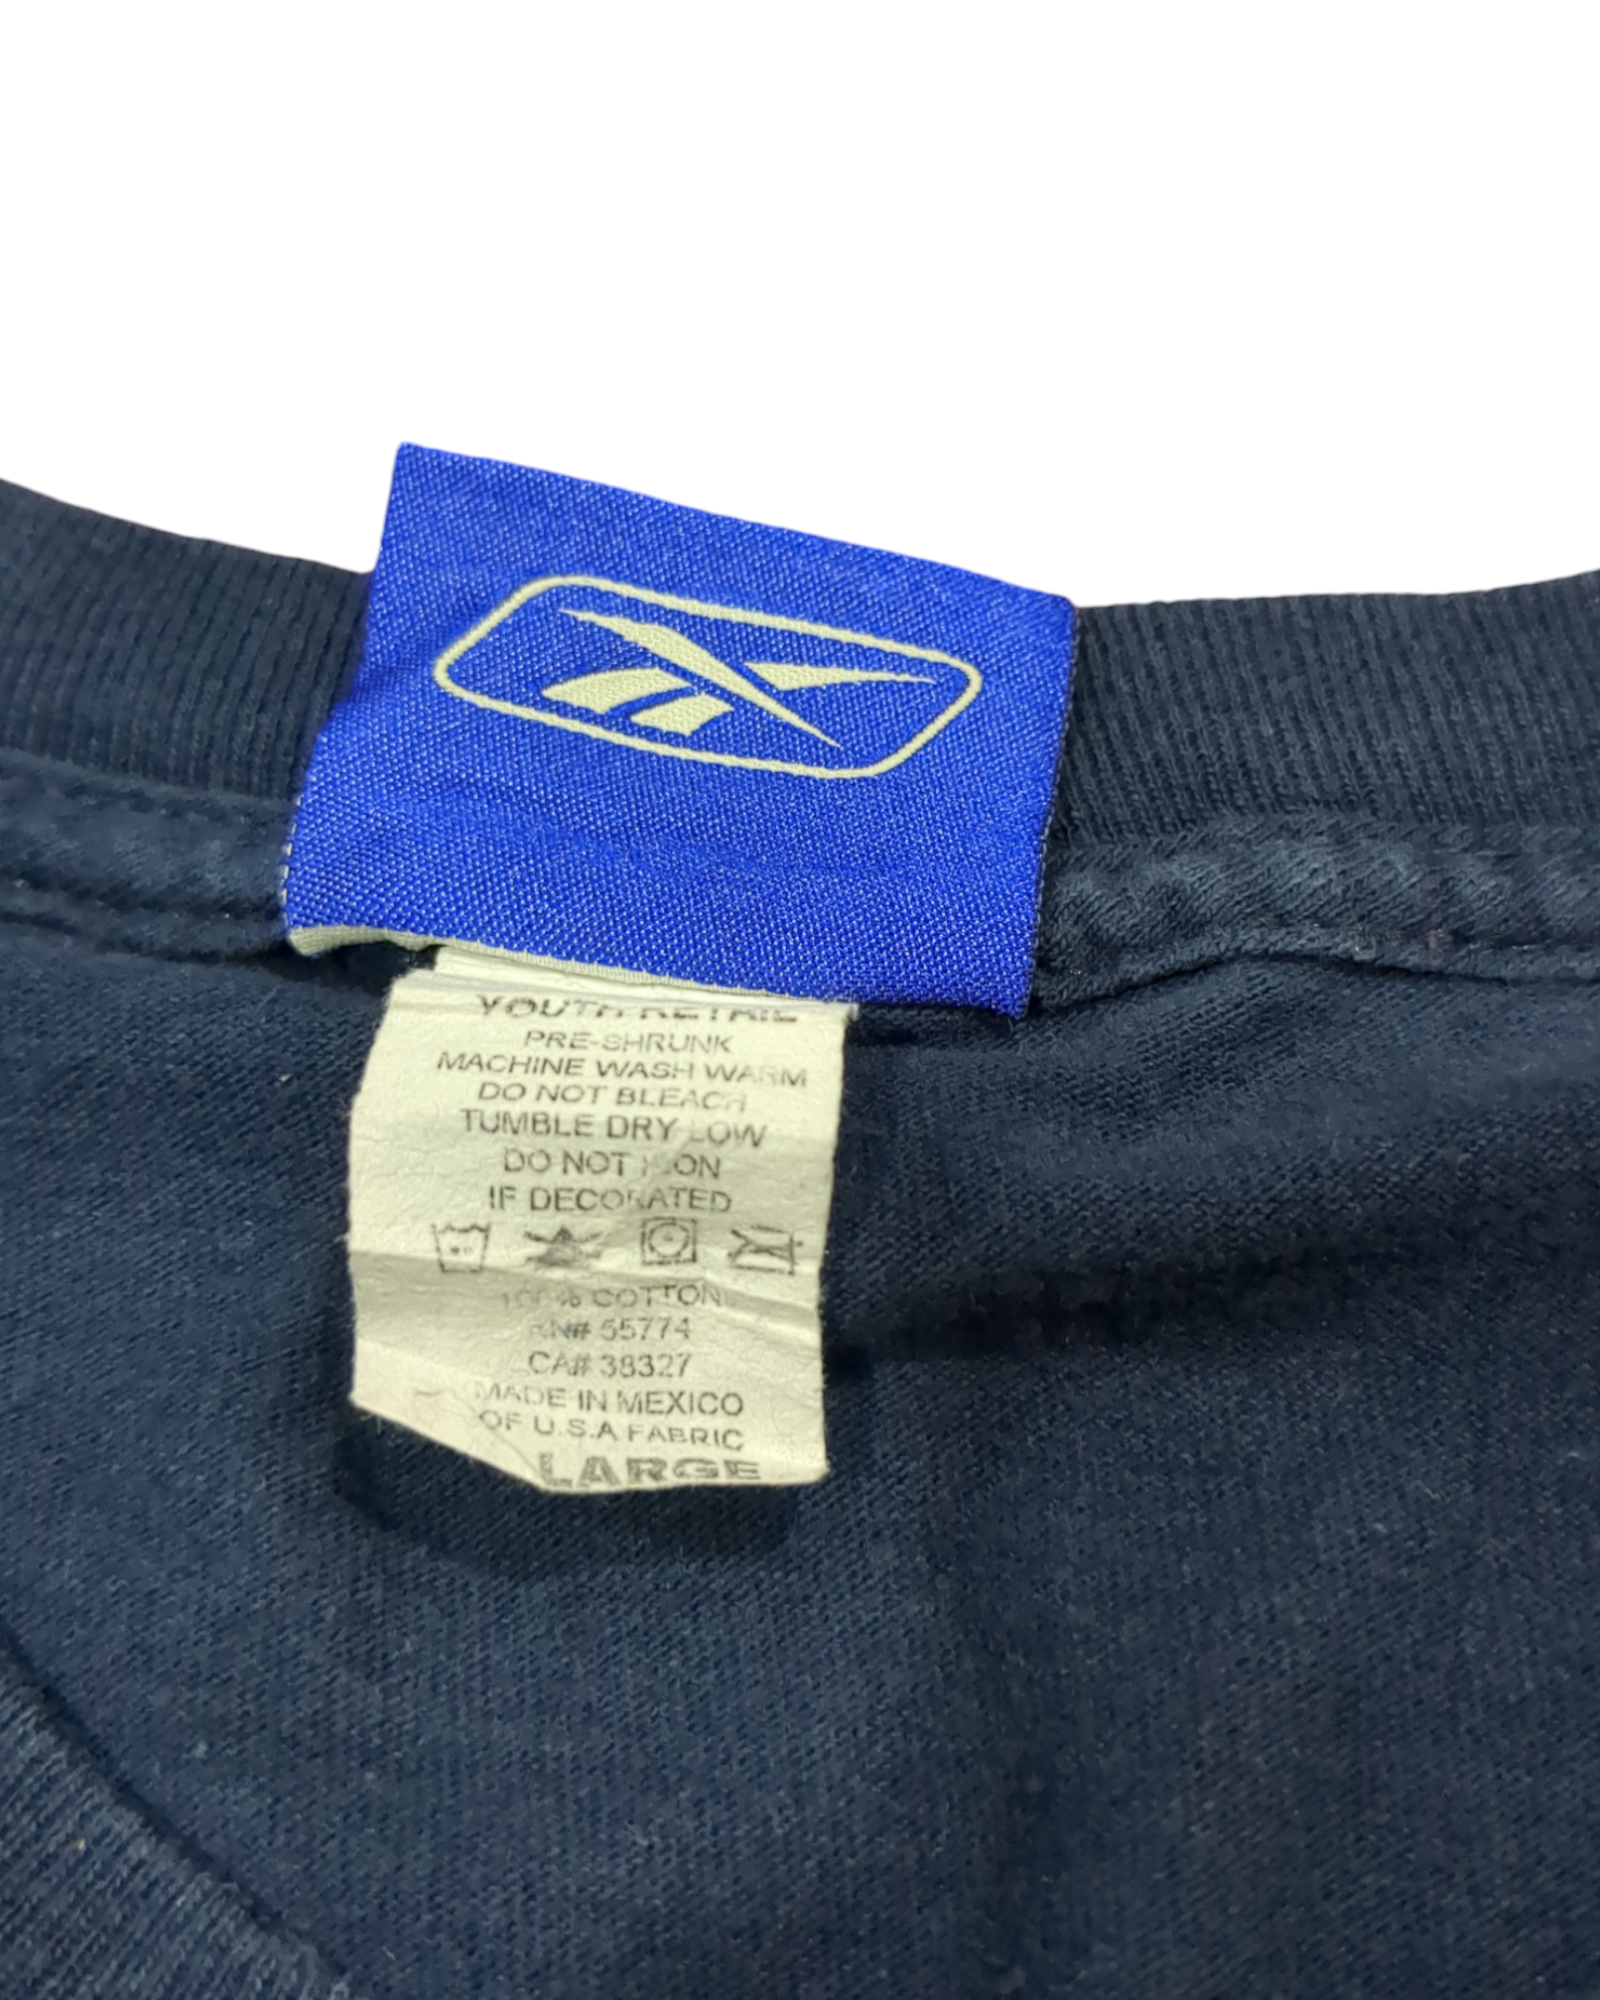 YOUTH RETAIL
PRE-SHRUNK
MACHINE WASH WARM
DO NOT BLEACH
TUMBLE DRY LOW
DO NOT IRON
IF DECORATED
100% COTTON
RN# 55774
CA# 38327
MADE IN MEXICO
OF U.S.A FABRIC
LARGE